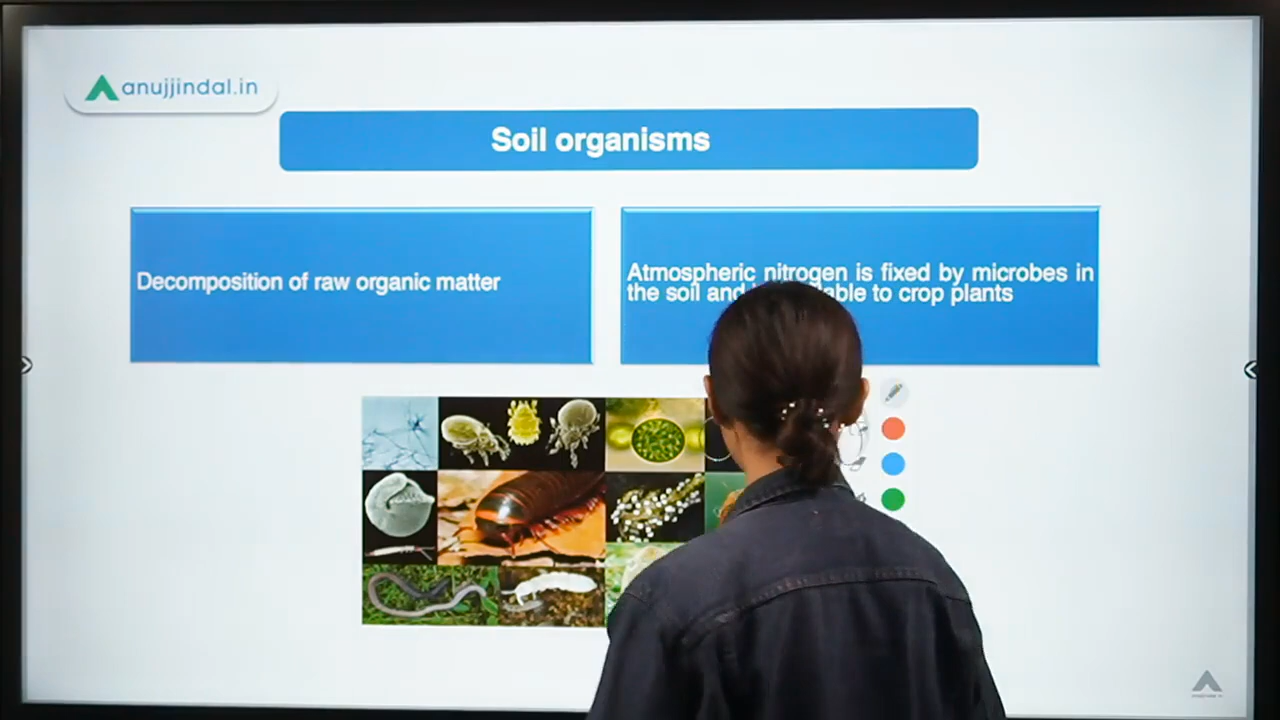 anujjindal.in
Soil organisms
Decomposition of raw organic matter
Atmospheric nitrogen is fixed by microbes in
the soil and to crop plants